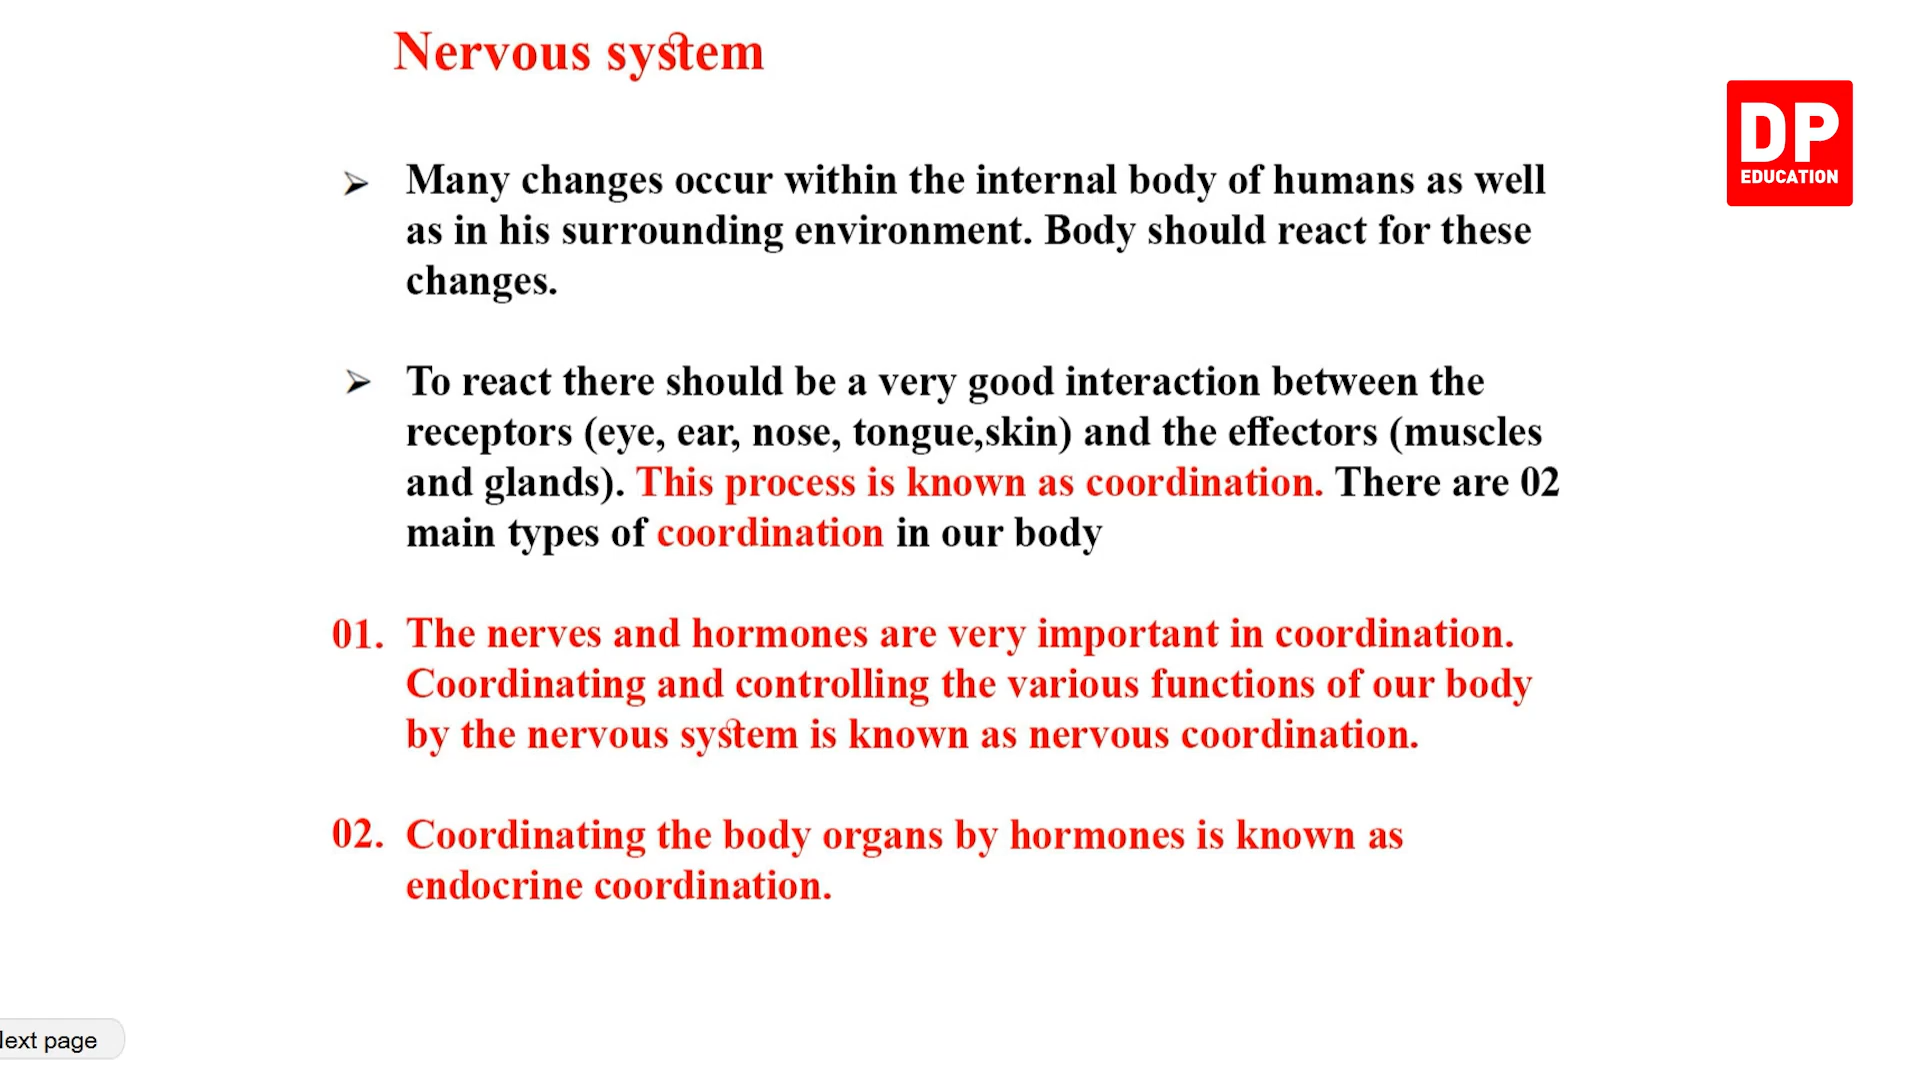 Nervous system
DP
EDUCATION
➢ Many changes occur within the internal body of humans as well
as in his surrounding environment. Body should react for these
changes.
➢ To react there should be a very good interaction between the
receptors (eye, ear, nose, tongue,skin) and the effectors (muscles
and glands). This process is known as coordination. There are 02
main types of coordination in our body
01. The nerves and hormones are very important in coordination.
Coordinating and controlling the various functions of our body
by the nervous system is known as nervous coordination.
02. Coordinating the body organs by hormones is known as
endocrine coordination.
ext page